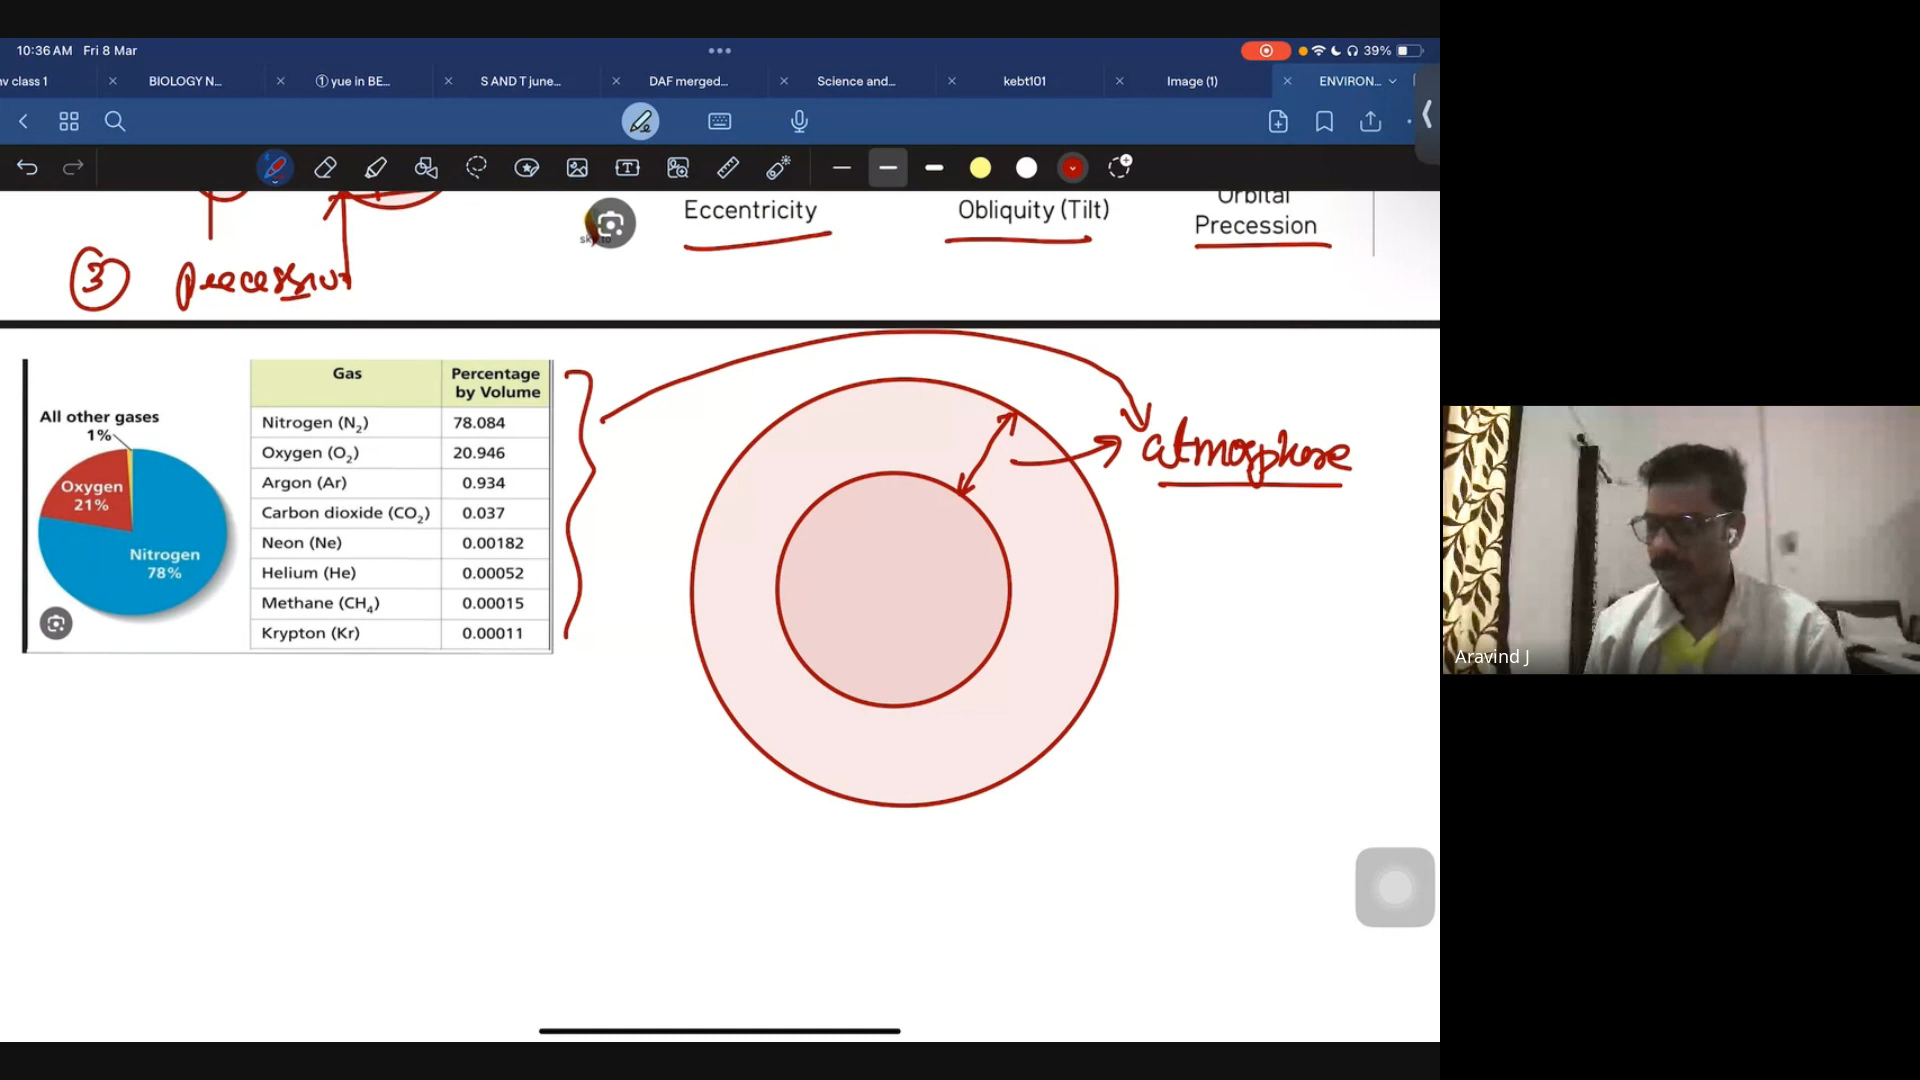 10:36 AM Fri 8 Mar
39%
nv class 1
BIOLOGY N...
① yue in BE...
S AND T june...
DAF merged...
Science and...
kebt101
Image (1)
ENVIRON...
Eccentricity
Obliquity (Tilt)
Orbital
Precession
③ Precession
Gas Percentage by Volume
Nitrogen (N₂) 78.084
Oxygen (O₂) 20.946
Argon (Ar) 0.934
Carbon dioxide (CO₂) 0.037
Neon (Ne) 0.00182
Helium (He) 0.00052
Methane (CH₄) 0.00015
Krypton (Kr) 0.00011
All other gases
1%
Oxygen
21%
Nitrogen
78%
atmosphere
Aravind J